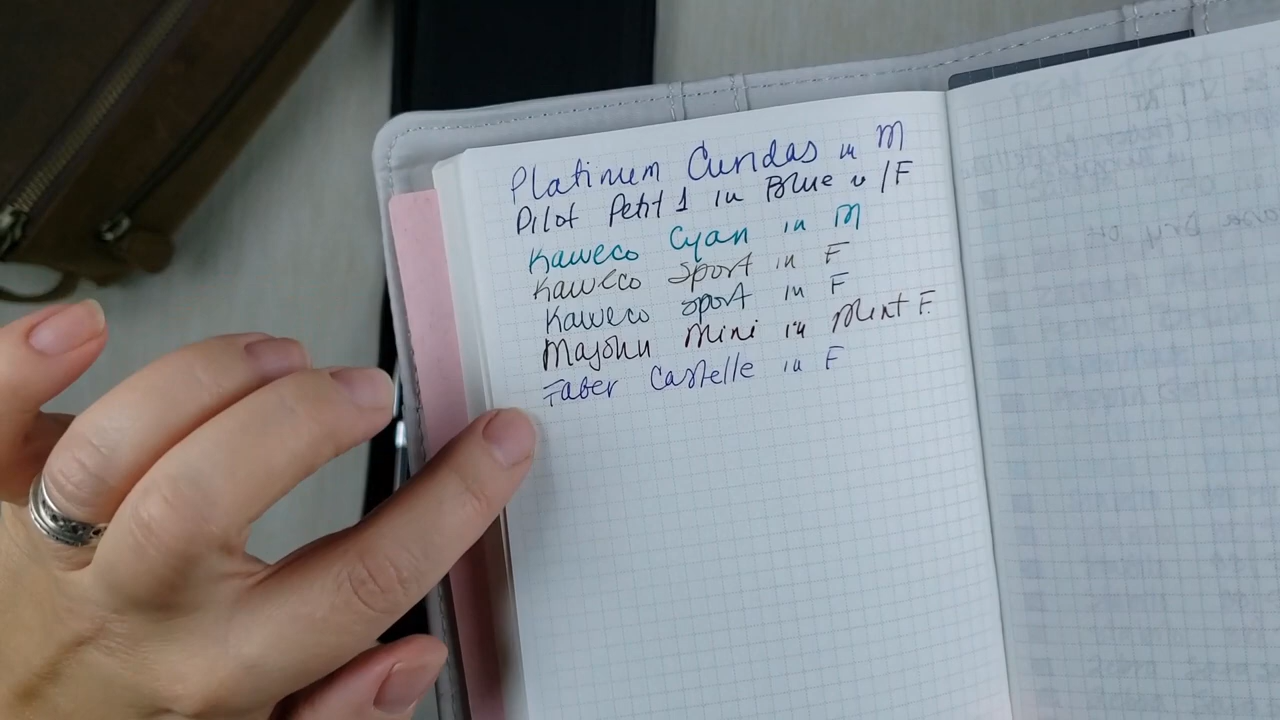 Platinum Curidas in M
Pilot Petit 1 in Blue w/F
Kaweco Cyan in M
Kaweco Sport in F
Kaweco Sport in F
Majohn Mini in Mint F.
Faber Castelle in F